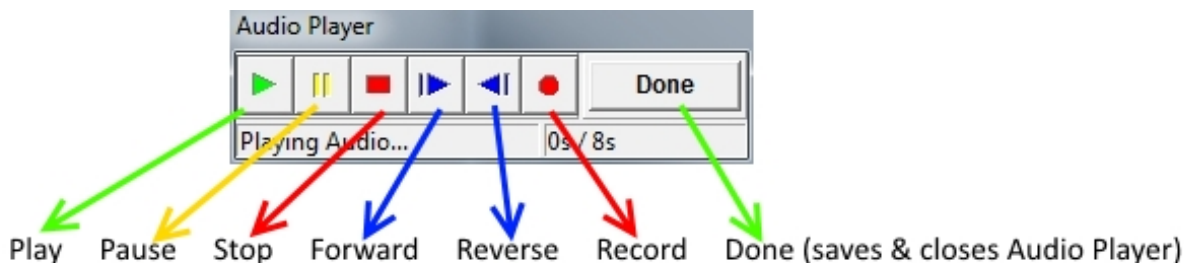 Audio Player
Done
Playing Audio... 0s / 8s
Play Pause Stop Forward Reverse Record Done (saves & closes Audio Player)